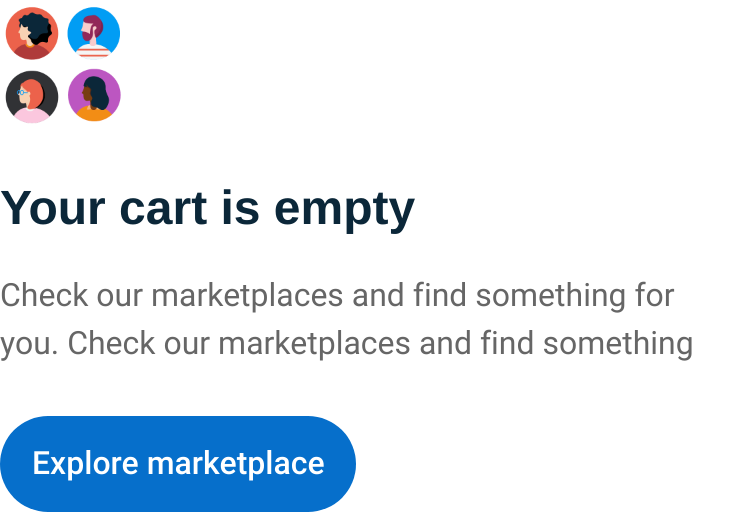 Your cart is empty
Check our marketplaces and find something for
you. Check our marketplaces and find something
Explore marketplace